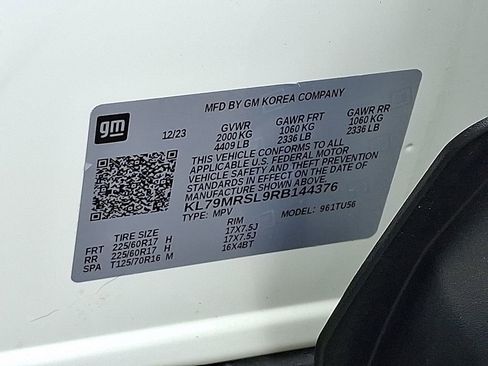 MFD BY GM KOREA COMPANY
gm
12/23 GVWR GAWR FRT GAWR RR
2000 KG 1060 KG 1060 KG
4409 LB 2336 LB 2336 LB
THIS VEHICLE CONFORMS TO ALL
APPLICABLE U.S. FEDERAL MOTOR
VEHICLE SAFETY AND THEFT PREVENTION
STANDARDS IN EFFECT ON THE DATE OF
MANUFACTURE SHOWN ABOVE.
KL79MRSL9RB144376
TYPE: MPV MODEL: 961TU56
TIRE SIZE RIM
FRT 225/60R17 H 17X7.5J
RR 225/60R17 H 17X7.5J
SPA T125/70R16 M 16X4BT